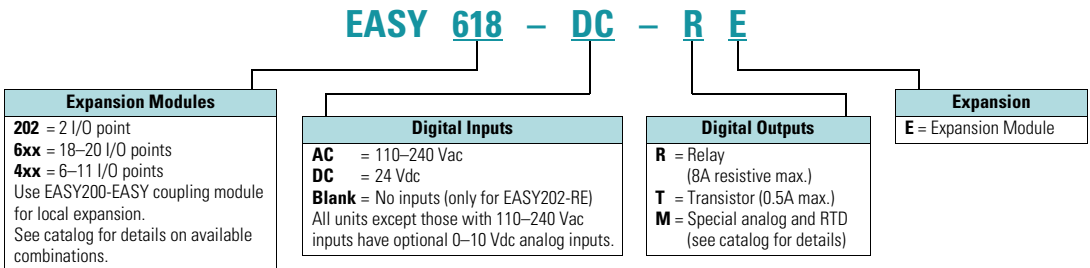 EASY 618 – DC – R E
Expansion Modules
202 = 2 I/O point
6xx = 18–20 I/O points
4xx = 6–11 I/O points
Use EASY200-EASY coupling module
for local expansion.
See catalog for details on available
combinations.
Digital Inputs
AC = 110–240 Vac
DC = 24 Vdc
Blank = No inputs (only for EASY202-RE)
All units except those with 110–240 Vac
inputs have optional 0–10 Vdc analog inputs.
Digital Outputs
R = Relay
(8A resistive max.)
T = Transistor (0.5A max.)
M = Special analog and RTD
(see catalog for details)
Expansion
E = Expansion Module